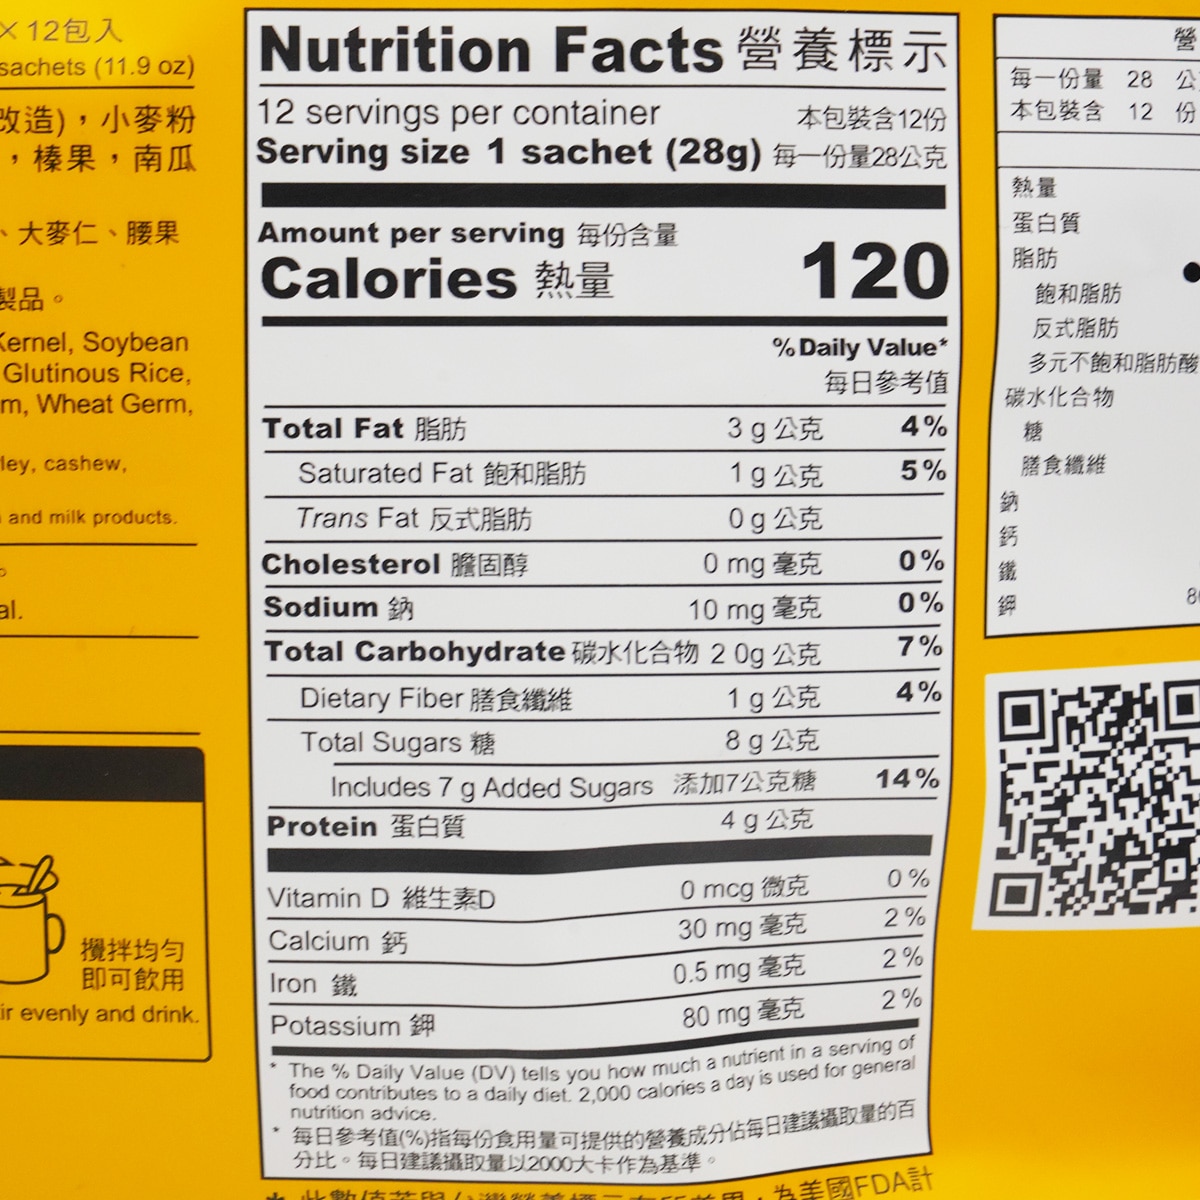 ×12包入
sachets (11.9 oz)
改造)，小麥粉
，榛果，南瓜
、大麥仁、腰果
製品。
Kernel, Soybean
Glutinous Rice,
m, Wheat Germ,
ley, cashew,
and milk products.
al.
攪拌均勻
即可飲用
ir evenly and drink.
Nutrition Facts 營養標示
12 servings per container 本包裝含12份
Serving size 1 sachet (28g) 每一份量28公克
Amount per serving 每份含量
Calories 熱量 120
% Daily Value*
每日參考值
Total Fat 脂肪 3 g 公克 4%
Saturated Fat 飽和脂肪 1 g 公克 5%
Trans Fat 反式脂肪 0 g 公克
Cholesterol 膽固醇 0 mg 毫克 0%
Sodium 鈉 10 mg 毫克 0%
Total Carbohydrate 碳水化合物 2 0g 公克 7%
Dietary Fiber 膳食纖維 1 g 公克 4%
Total Sugars 糖 8 g 公克
Includes 7 g Added Sugars 添加7公克糖 14%
Protein 蛋白質 4 g 公克
Vitamin D 維生素D 0 mcg 微克 0%
Calcium 鈣 30 mg 毫克 2%
Iron 鐵 0.5 mg 毫克 2%
Potassium 鉀 80 mg 毫克 2%
* The % Daily Value (DV) tells you how much a nutrient in a serving of
food contributes to a daily diet. 2,000 calories a day is used for general
nutrition advice.
* 每日參考值(%)指每份食用量可提供的營養成分佔每日建議攝取量的百
分比。每日建議攝取量以2000大卡作為基準。
為美國FDA計
營
每一份量 28 公
本包裝含 12 份
熱量
蛋白質
脂肪
飽和脂肪
反式脂肪
多元不飽和脂肪酸
碳水化合物
糖
膳食纖維
鈉
鈣
鐵
鉀 8